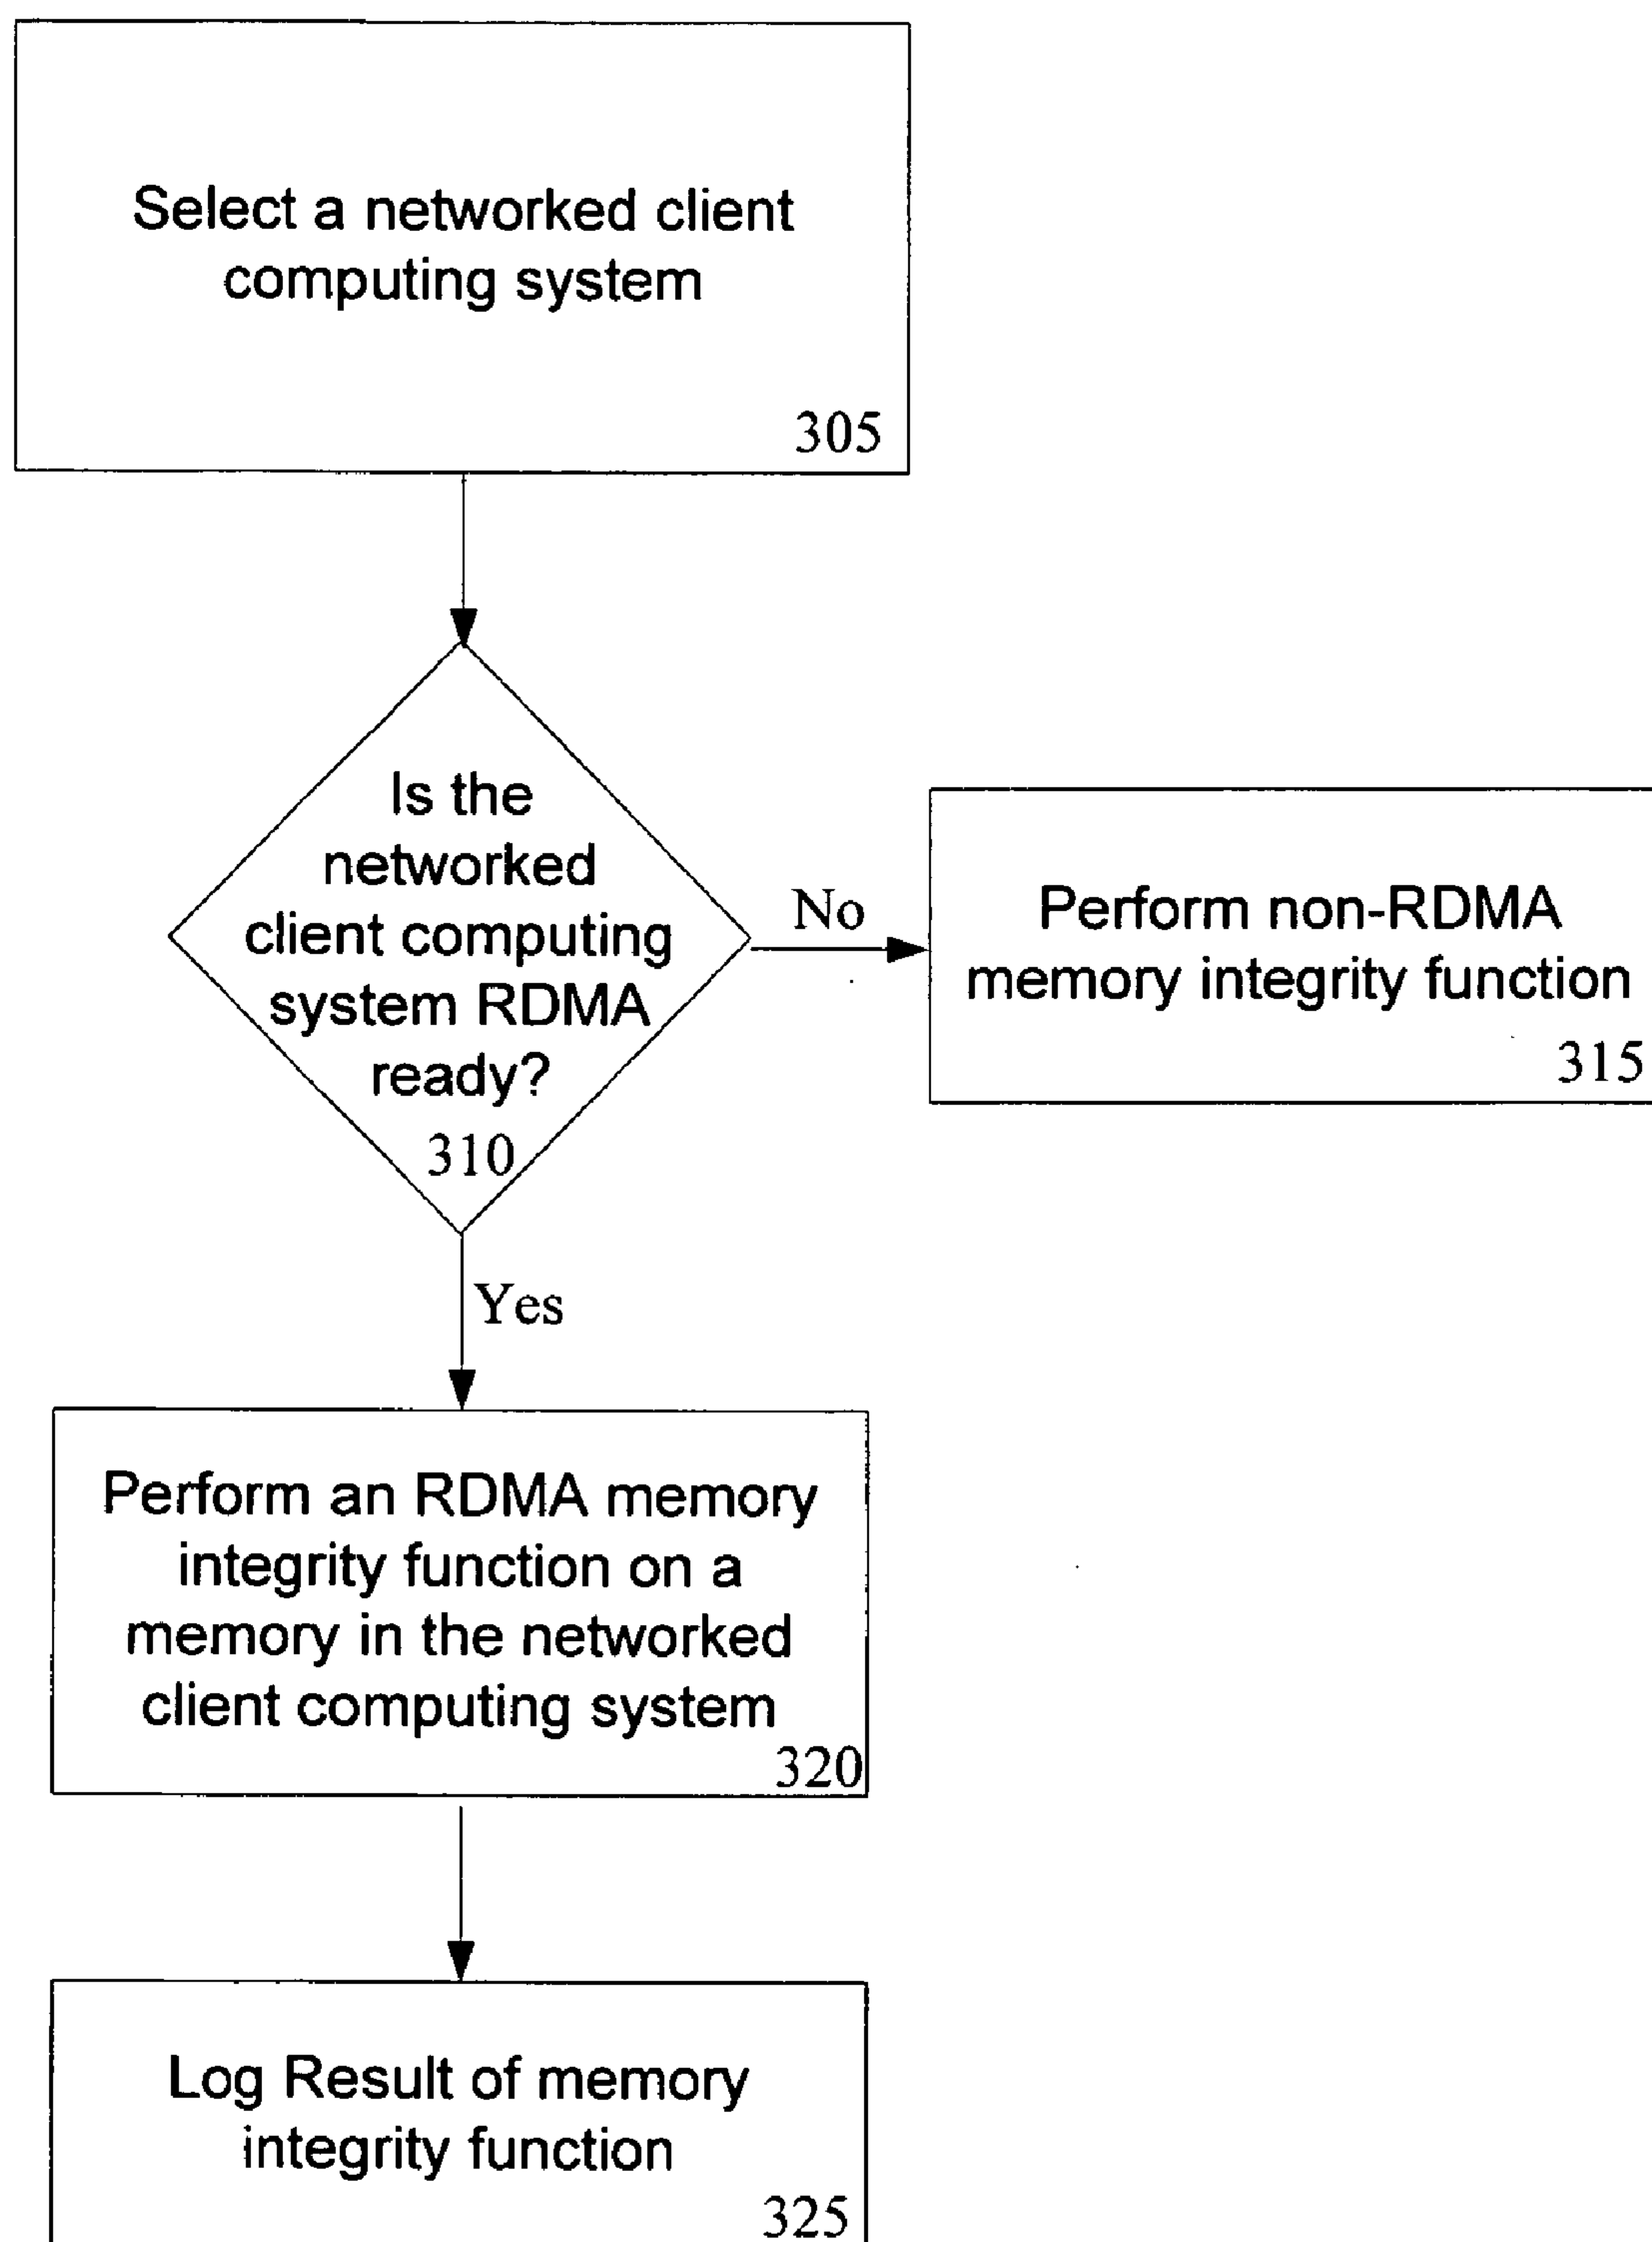 Select a networked client
computing system
305
Is the
networked
client computing
system RDMA
ready?
310
No
Perform non-RDMA
memory integrity function
315
Yes
Perform an RDMA memory
integrity function on a
memory in the networked
client computing system
320
Log Result of memory
integrity function
325